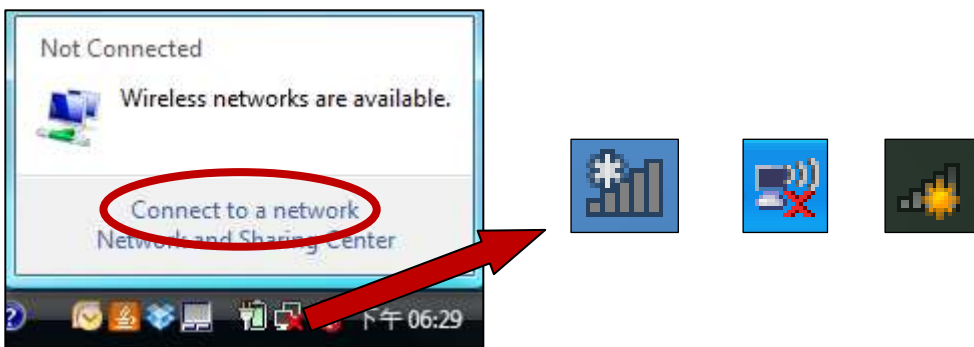 Not Connected
Wireless networks are available.
Connect to a network
Network and Sharing Center
下午 06:29